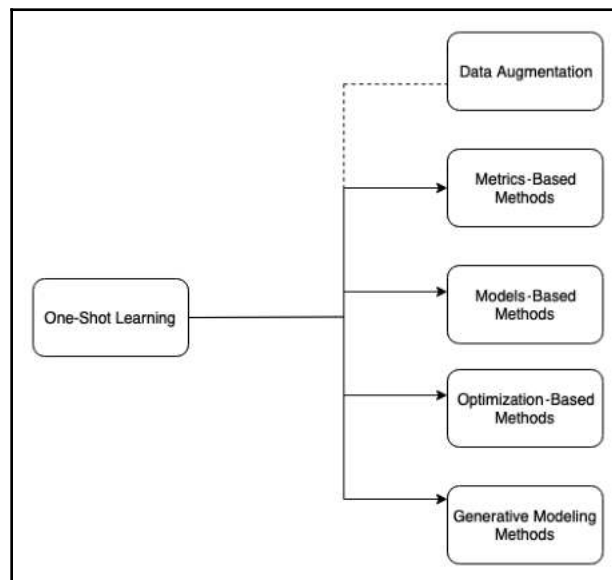 Data Augmentation
Metrics-Based
Methods
Models-Based
Methods
One-Shot Learning
Optimization-Based
Methods
Generative Modeling
Methods